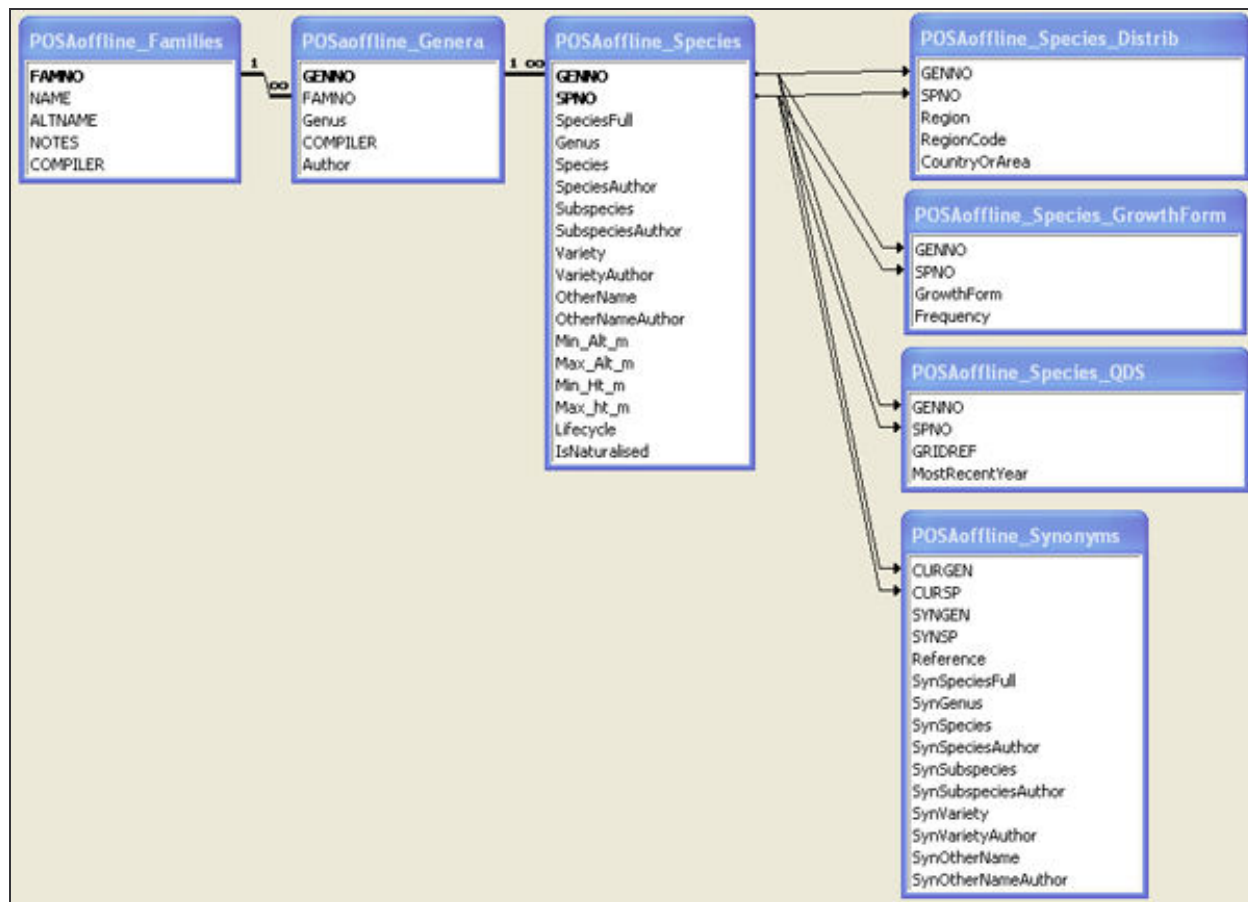 POSAoffline_Families
FAMNO
NAME
ALTNAME
NOTES
COMPILER
1
∞
POSaoffline_Genera
GENNO
FAMNO
Genus
COMPILER
Author
1 ∞
POSAoffline_Species
GENNO
SPNO
SpeciesFull
Genus
Species
SpeciesAuthor
Subspecies
SubspeciesAuthor
Variety
VarietyAuthor
OtherName
OtherNameAuthor
Min_Alt_m
Max_Alt_m
Min_Ht_m
Max_ht_m
Lifecycle
IsNaturalised
POSAoffline_Species_Distrib
GENNO
SPNO
Region
RegionCode
CountryOrArea
POSAoffline_Species_GrowthForm
GENNO
SPNO
GrowthForm
Frequency
POSAoffline_Species_QDS
GENNO
SPNO
GRIDREF
MostRecentYear
POSAoffline_Synonyms
CURGEN
CURSP
SYNGEN
SYNSP
Reference
SynSpeciesFull
SynGenus
SynSpecies
SynSpeciesAuthor
SynSubspecies
SynSubspeciesAuthor
SynVariety
SynVarietyAuthor
SynOtherName
SynOtherNameAuthor